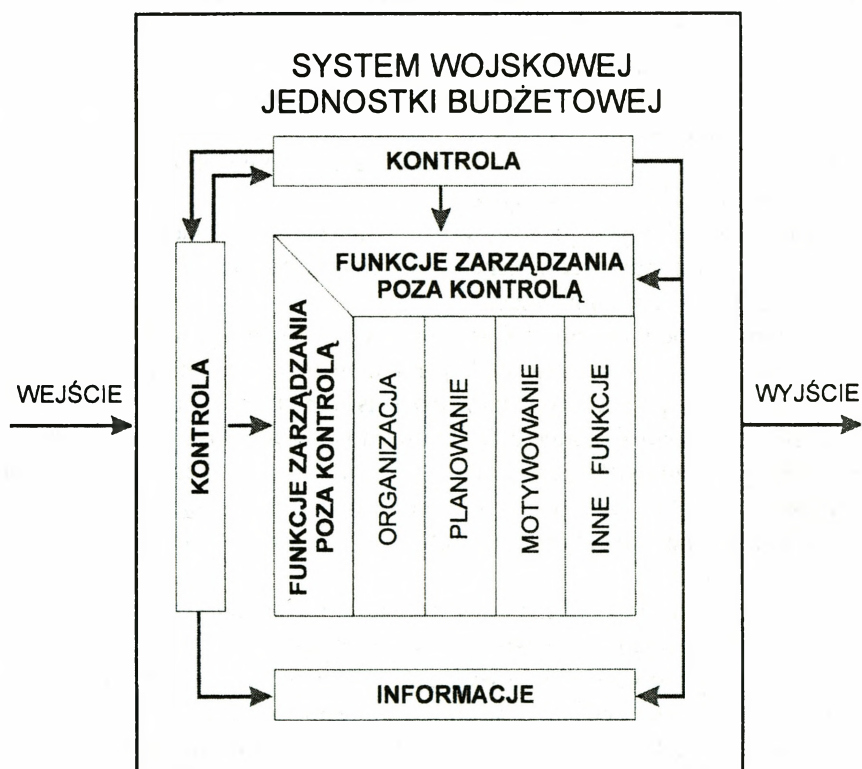 SYSTEM WOJSKOWEJ
JEDNOSTKI BUDŻETOWEJ
KONTROLA
FUNKCJE ZARZĄDZANIA
POZA KONTROLĄ
WEJŚCIE
KONTROLA
FUNKCJE ZARZĄDZANIA
POZA KONTROLĄ
ORGANIZACJA
PLANOWANIE
MOTYWOWANIE
INNE FUNKCJE
WYJŚCIE
INFORMACJE